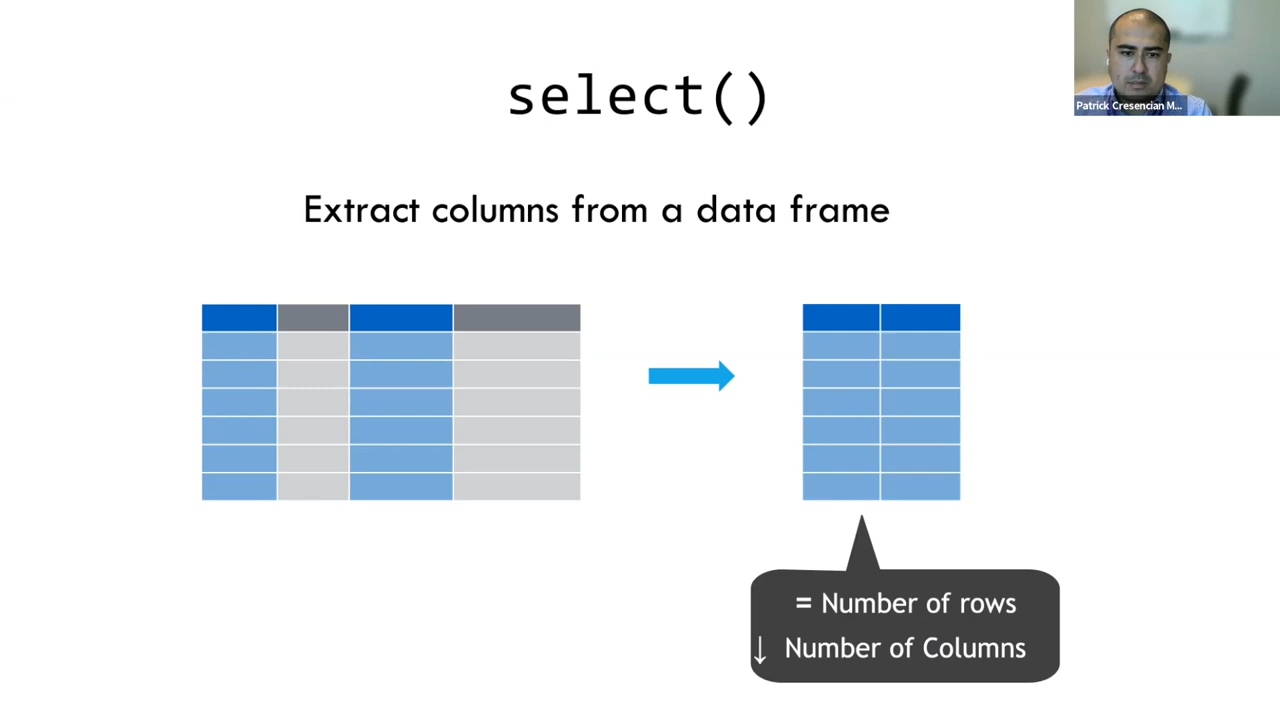 select()
Patrick Cresencian M...
Extract columns from a data frame
= Number of rows
↓ Number of Columns